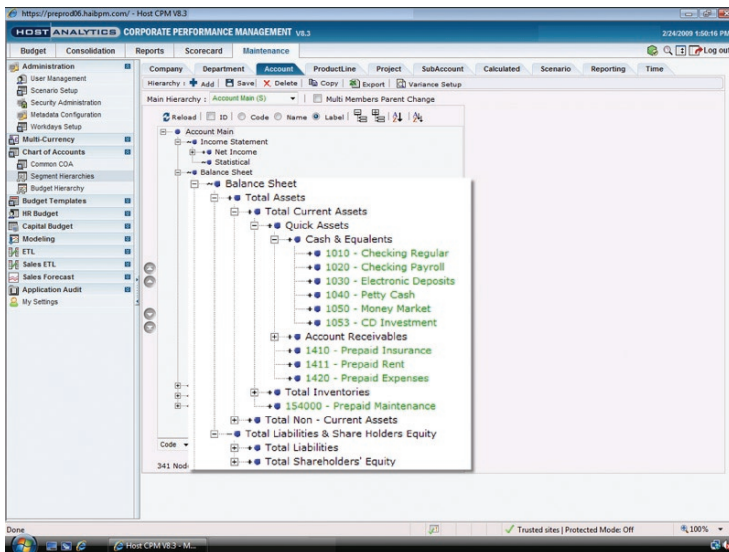 https://preprod06.haibpm.com/ - Host CPM V8.3
HOST ANALYTICS CORPORATE PERFORMANCE MANAGEMENT V8.3
2/24/2009 1:50:16 PM
Budget Consolidation Reports Scorecard Maintenance
Log out
Administration
User Management
Scenario Setup
Security Administration
Metadata Configuration
Workdays Setup
Multi-Currency
Chart of Accounts
Common COA
Segment Hierarchies
Budget Hierarchy
Budget Templates
HR Budget
Capital Budget
Modeling
ETL
Sales ETL
Sales Forecast
Application Audit
My Settings
Company Department Account ProductLine Project SubAccount Calculated Scenario Reporting Time
Hierarchy : Add | Save | Delete | Copy | Export | Variance Setup
Main Hierarchy : Account Main (S) | Multi Members Parent Change
Reload | ID | Code Name Label
Account Main
Income Statement
Net Income
Statistical
Balance Sheet
Balance Sheet
Total Assets
Total Current Assets
Quick Assets
Cash & Equalents
1010 - Checking Regular
1020 - Checking Payroll
1030 - Electronic Deposits
1040 - Petty Cash
1050 - Money Market
1053 - CD Investment
Account Receivables
1410 - Prepaid Insurance
1411 - Prepaid Rent
1420 - Prepaid Expenses
Total Inventories
154000 - Prepaid Maintenance
Total Non - Current Assets
Total Liabilities & Share Holders Equity
Total Liabilities
Total Shareholders' Equity
Code
341 Nod
Done
Trusted sites | Protected Mode: Off
100%
Host CPM V8.3 - M...